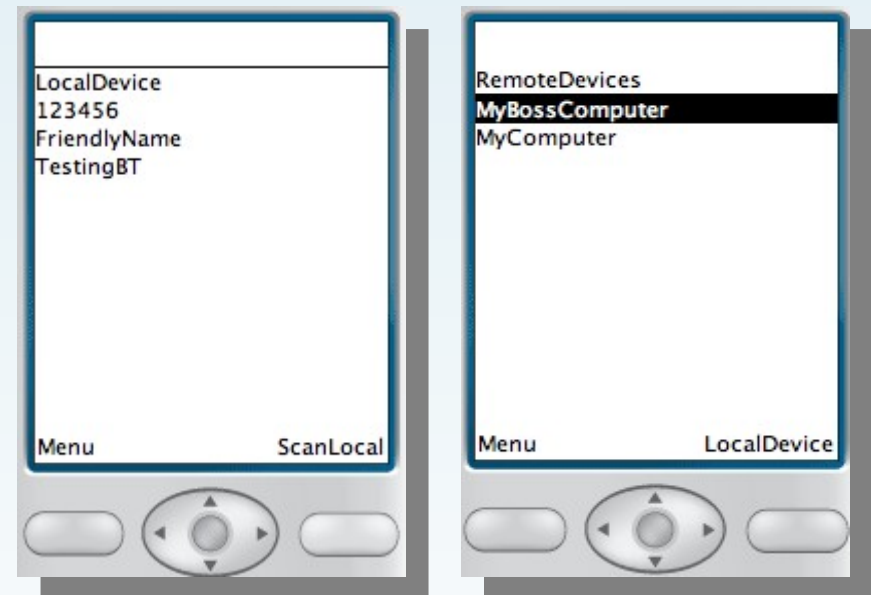 LocalDevice
123456
FriendlyName
TestingBT
Menu ScanLocal
RemoteDevices
MyBossComputer
MyComputer
Menu LocalDevice